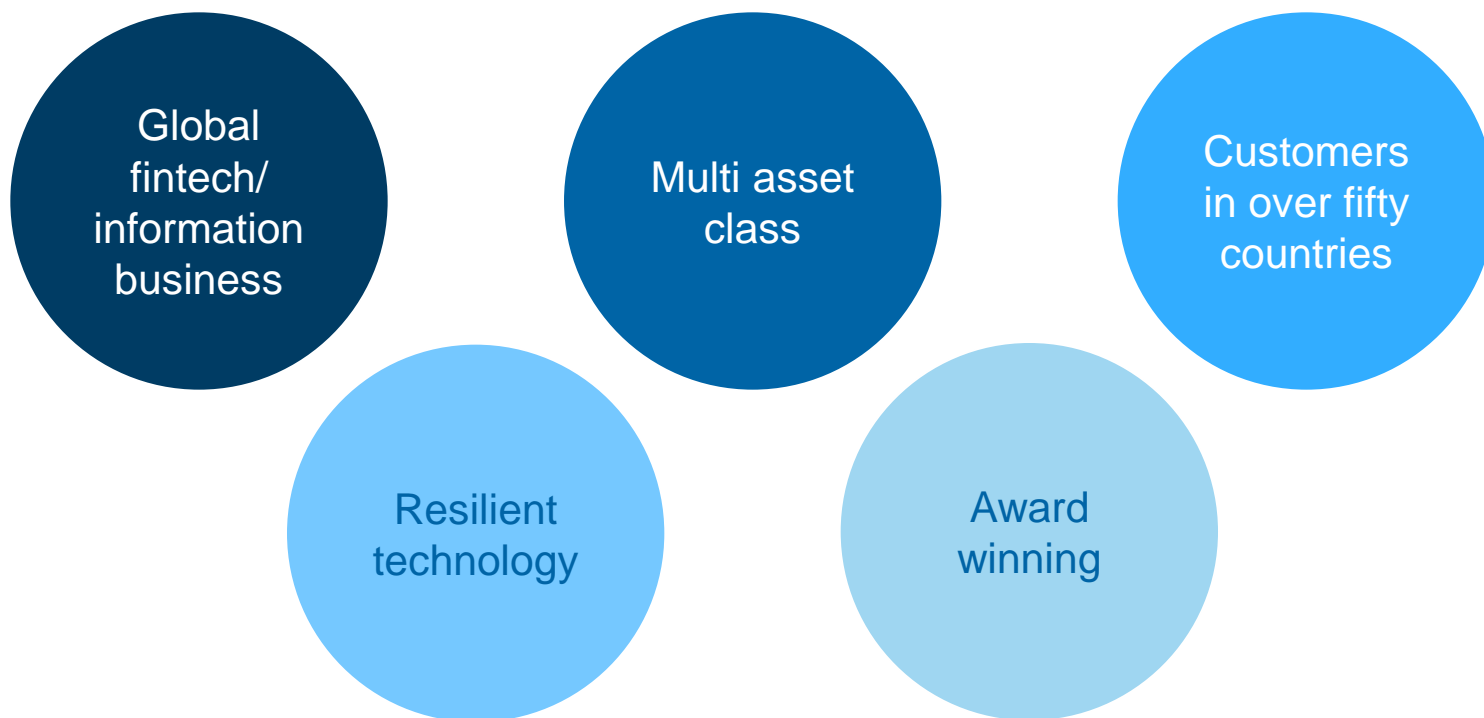 Global
fintech/
information
business
Multi asset
class
Customers
in over fifty
countries
Resilient
technology
Award
winning